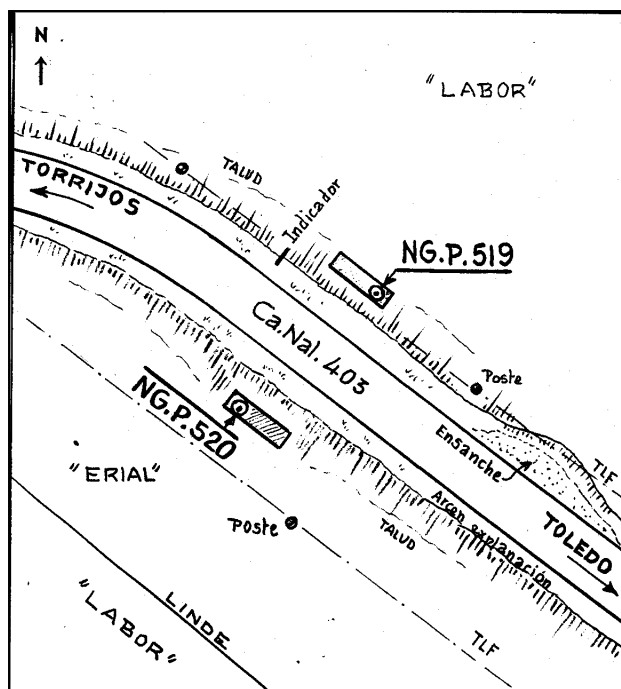 N
"LABOR"
TALUD
TORRIJOS
Indicador
NG.P.519
Ca.Nal. 403
Poste
NG.P.520
Ensanche
TLF
"ERIAL"
Arcen explanación
TOLEDO
Poste
TALUD
LINDE
"LABOR"
TLF